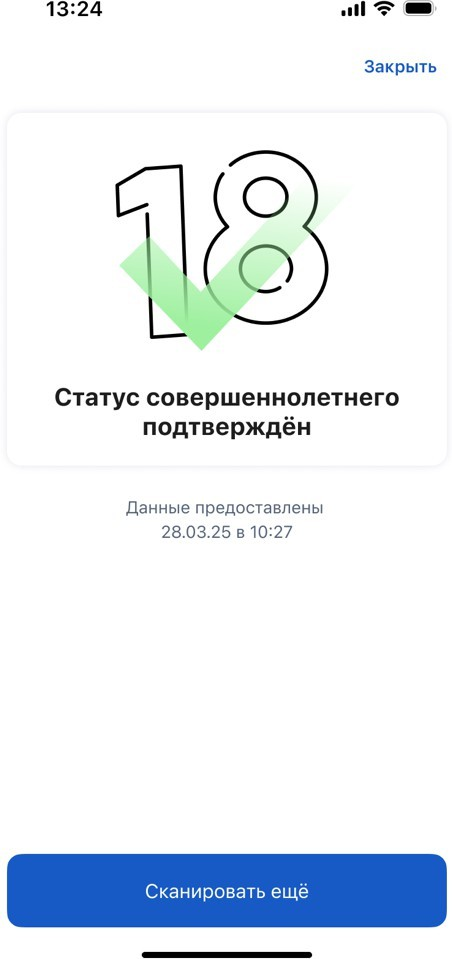 13:24
Закрыть
18
Статус совершеннолетнего
подтверждён
Данные предоставлены
28.03.25 в 10:27
Сканировать ещё